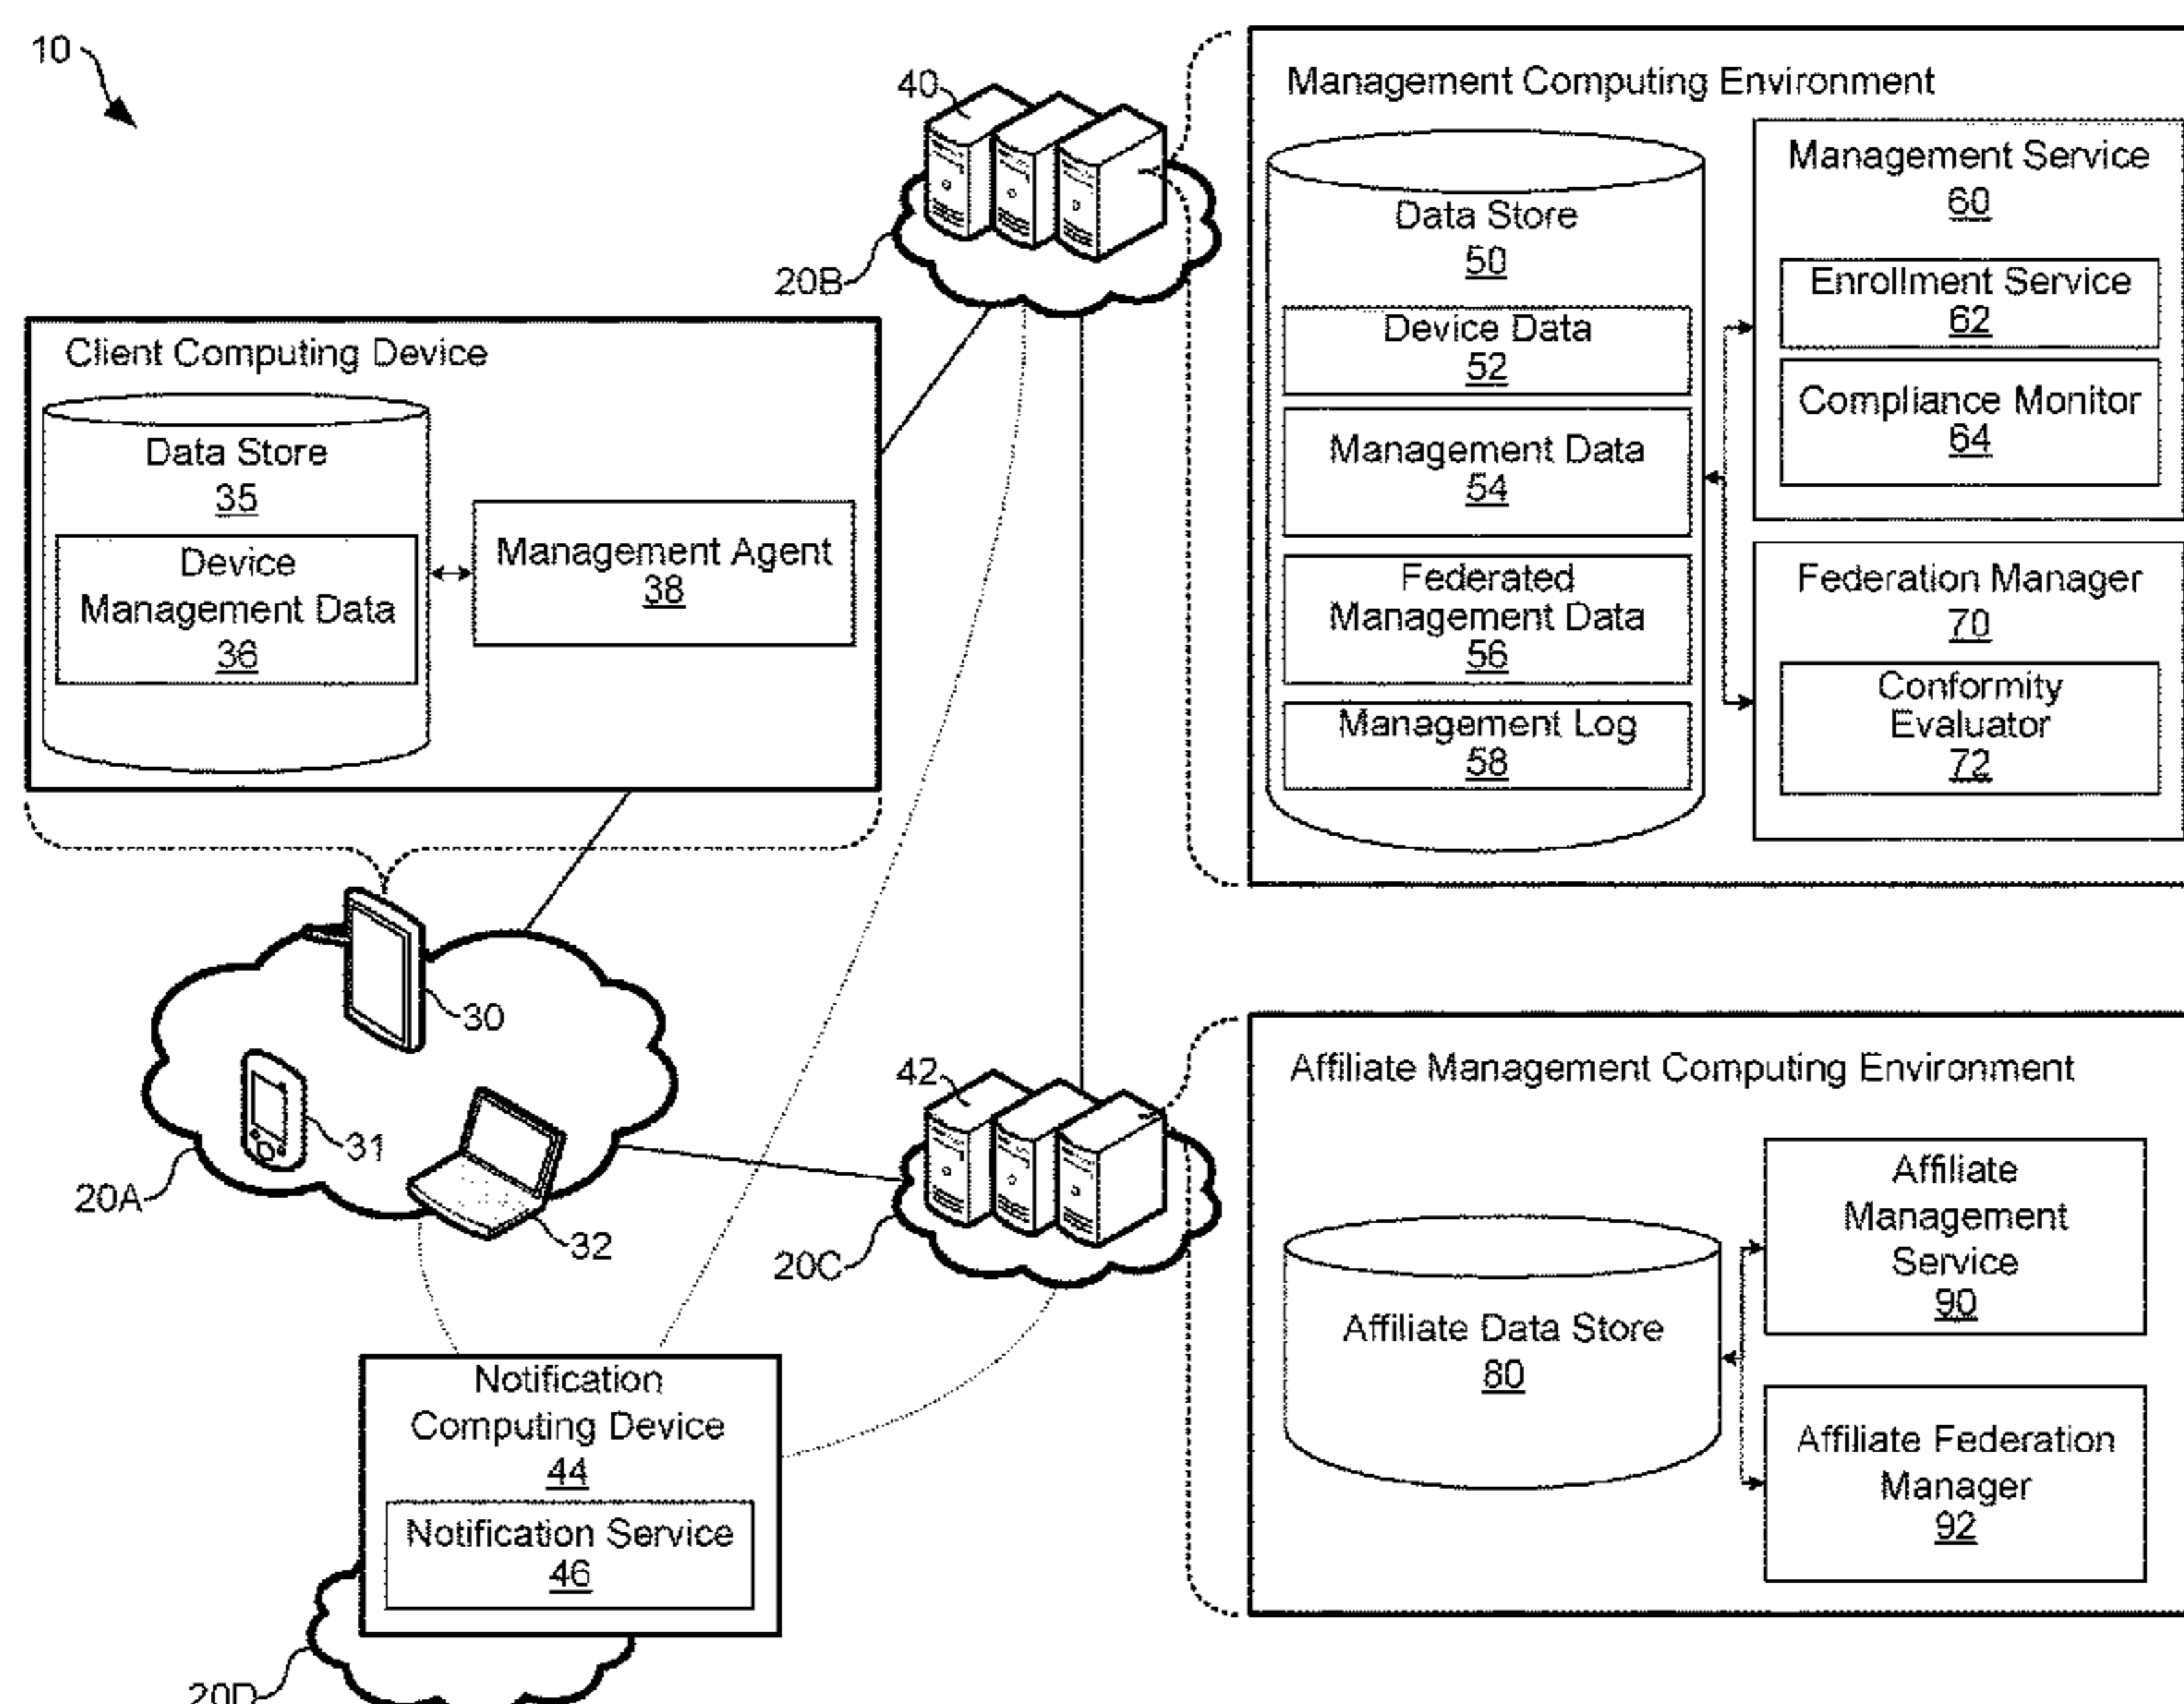 10
40
20B
Management Computing Environment
Data Store
50
Device Data
52
Management Data
54
Federated
Management Data
56
Management Log
58
Management Service
60
Enrollment Service
62
Compliance Monitor
64
Federation Manager
70
Conformity
Evaluator
72
Client Computing Device
Data Store
35
Device
Management Data
36
Management Agent
38
30
31
32
20A
42
20C
Affiliate Management Computing Environment
Affiliate Data Store
80
Affiliate
Management
Service
90
Affiliate Federation
Manager
92
Notification
Computing Device
44
Notification Service
46
20D